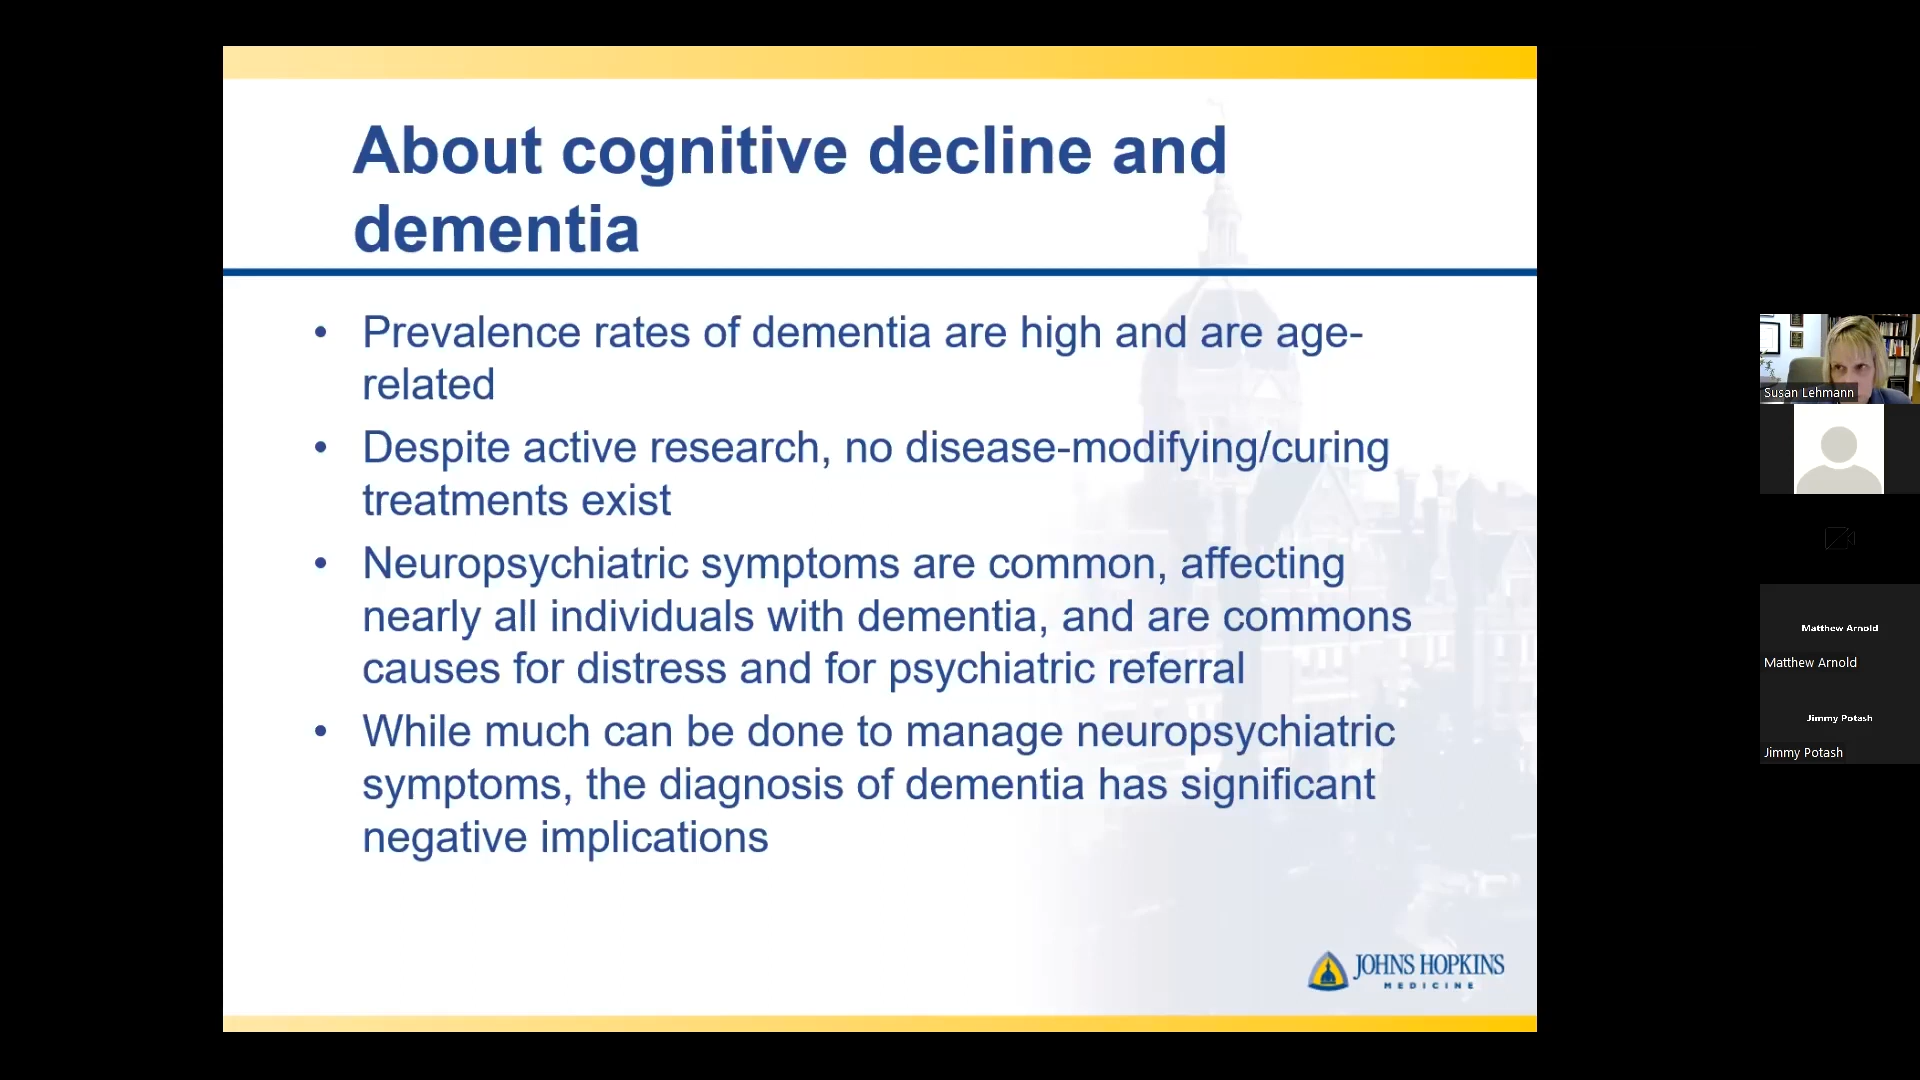 About cognitive decline and
dementia
• Prevalence rates of dementia are high and are age-
related
• Despite active research, no disease-modifying/curing
treatments exist
• Neuropsychiatric symptoms are common, affecting
nearly all individuals with dementia, and are commons
causes for distress and for psychiatric referral
• While much can be done to manage neuropsychiatric
symptoms, the diagnosis of dementia has significant
negative implications
JOHNS HOPKINS
MEDICINE
Susan Lehmann
Matthew Arnold
Matthew Arnold
Jimmy Potash
Jimmy Potash